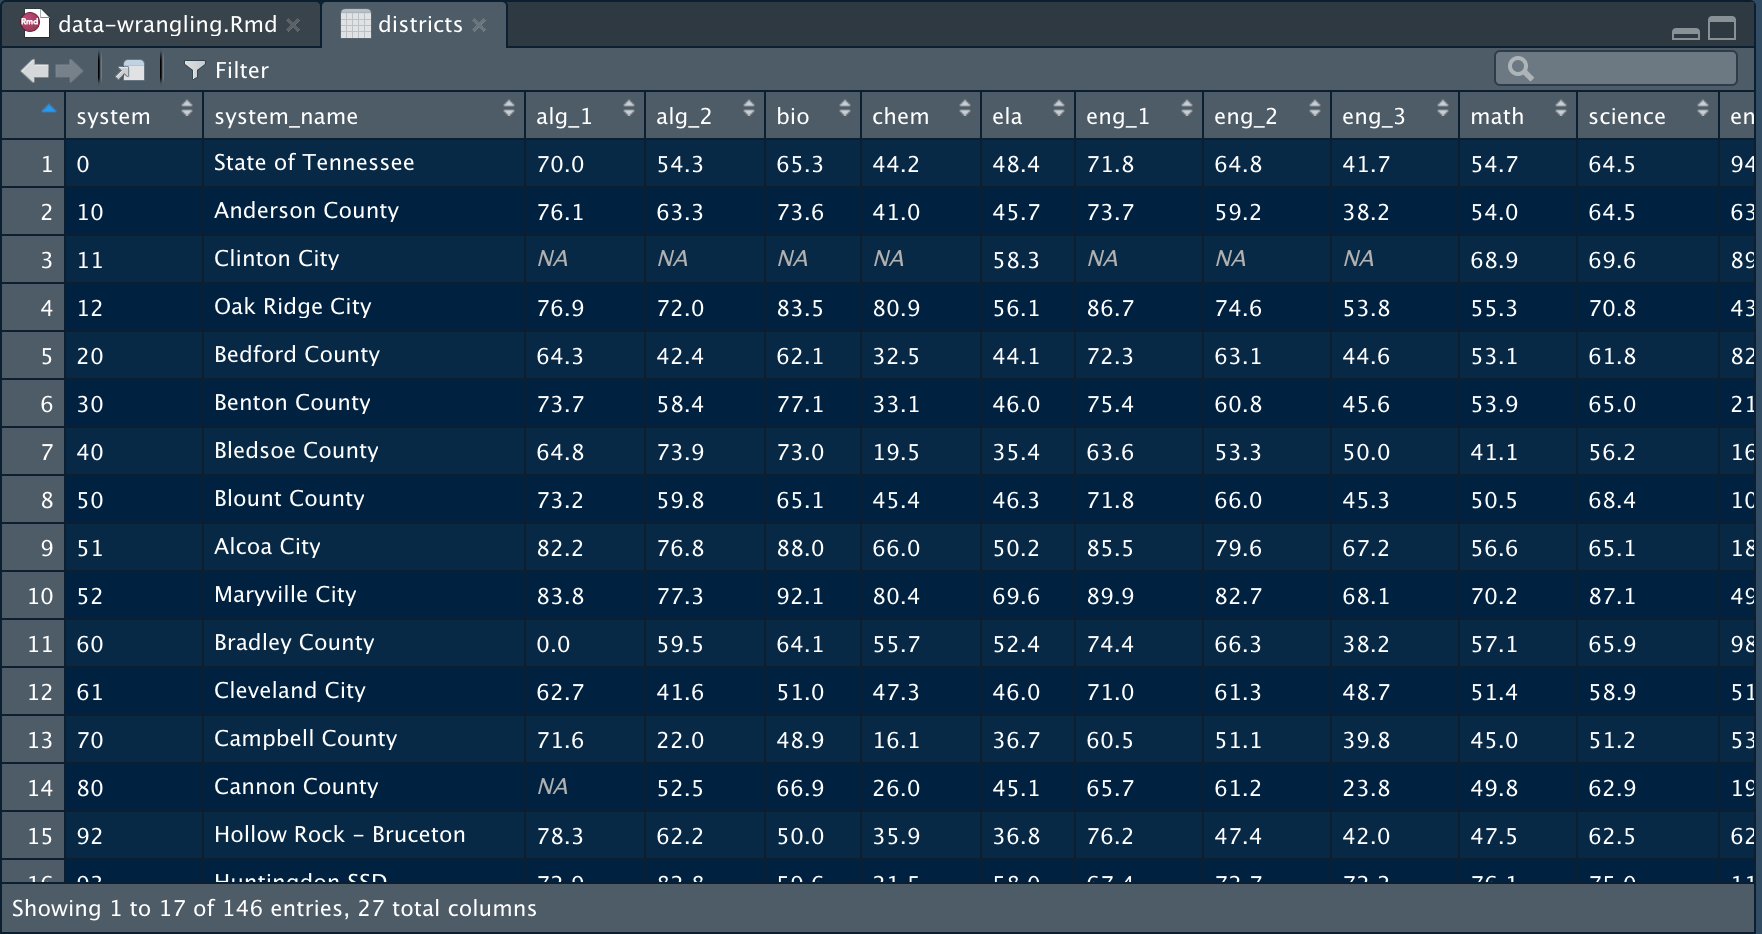 Rmd data-wrangling.Rmd districts
Filter
system system_name alg_1 alg_2 bio chem ela eng_1 eng_2 eng_3 math science en
1 0 State of Tennessee 70.0 54.3 65.3 44.2 48.4 71.8 64.8 41.7 54.7 64.5 94
2 10 Anderson County 76.1 63.3 73.6 41.0 45.7 73.7 59.2 38.2 54.0 64.5 63
3 11 Clinton City NA NA NA NA 58.3 NA NA NA 68.9 69.6 89
4 12 Oak Ridge City 76.9 72.0 83.5 80.9 56.1 86.7 74.6 53.8 55.3 70.8 43
5 20 Bedford County 64.3 42.4 62.1 32.5 44.1 72.3 63.1 44.6 53.1 61.8 82
6 30 Benton County 73.7 58.4 77.1 33.1 46.0 75.4 60.8 45.6 53.9 65.0 21
7 40 Bledsoe County 64.8 73.9 73.0 19.5 35.4 63.6 53.3 50.0 41.1 56.2 16
8 50 Blount County 73.2 59.8 65.1 45.4 46.3 71.8 66.0 45.3 50.5 68.4 10
9 51 Alcoa City 82.2 76.8 88.0 66.0 50.2 85.5 79.6 67.2 56.6 65.1 18
10 52 Maryville City 83.8 77.3 92.1 80.4 69.6 89.9 82.7 68.1 70.2 87.1 49
11 60 Bradley County 0.0 59.5 64.1 55.7 52.4 74.4 66.3 38.2 57.1 65.9 98
12 61 Cleveland City 62.7 41.6 51.0 47.3 46.0 71.0 61.3 48.7 51.4 58.9 51
13 70 Campbell County 71.6 22.0 48.9 16.1 36.7 60.5 51.1 39.8 45.0 51.2 53
14 80 Cannon County NA 52.5 66.9 26.0 45.1 65.7 61.2 23.8 49.8 62.9 19
15 92 Hollow Rock - Bruceton 78.3 62.2 50.0 35.9 36.8 76.2 47.4 42.0 47.5 62.5 62
Huntingdon SSD
Showing 1 to 17 of 146 entries, 27 total columns